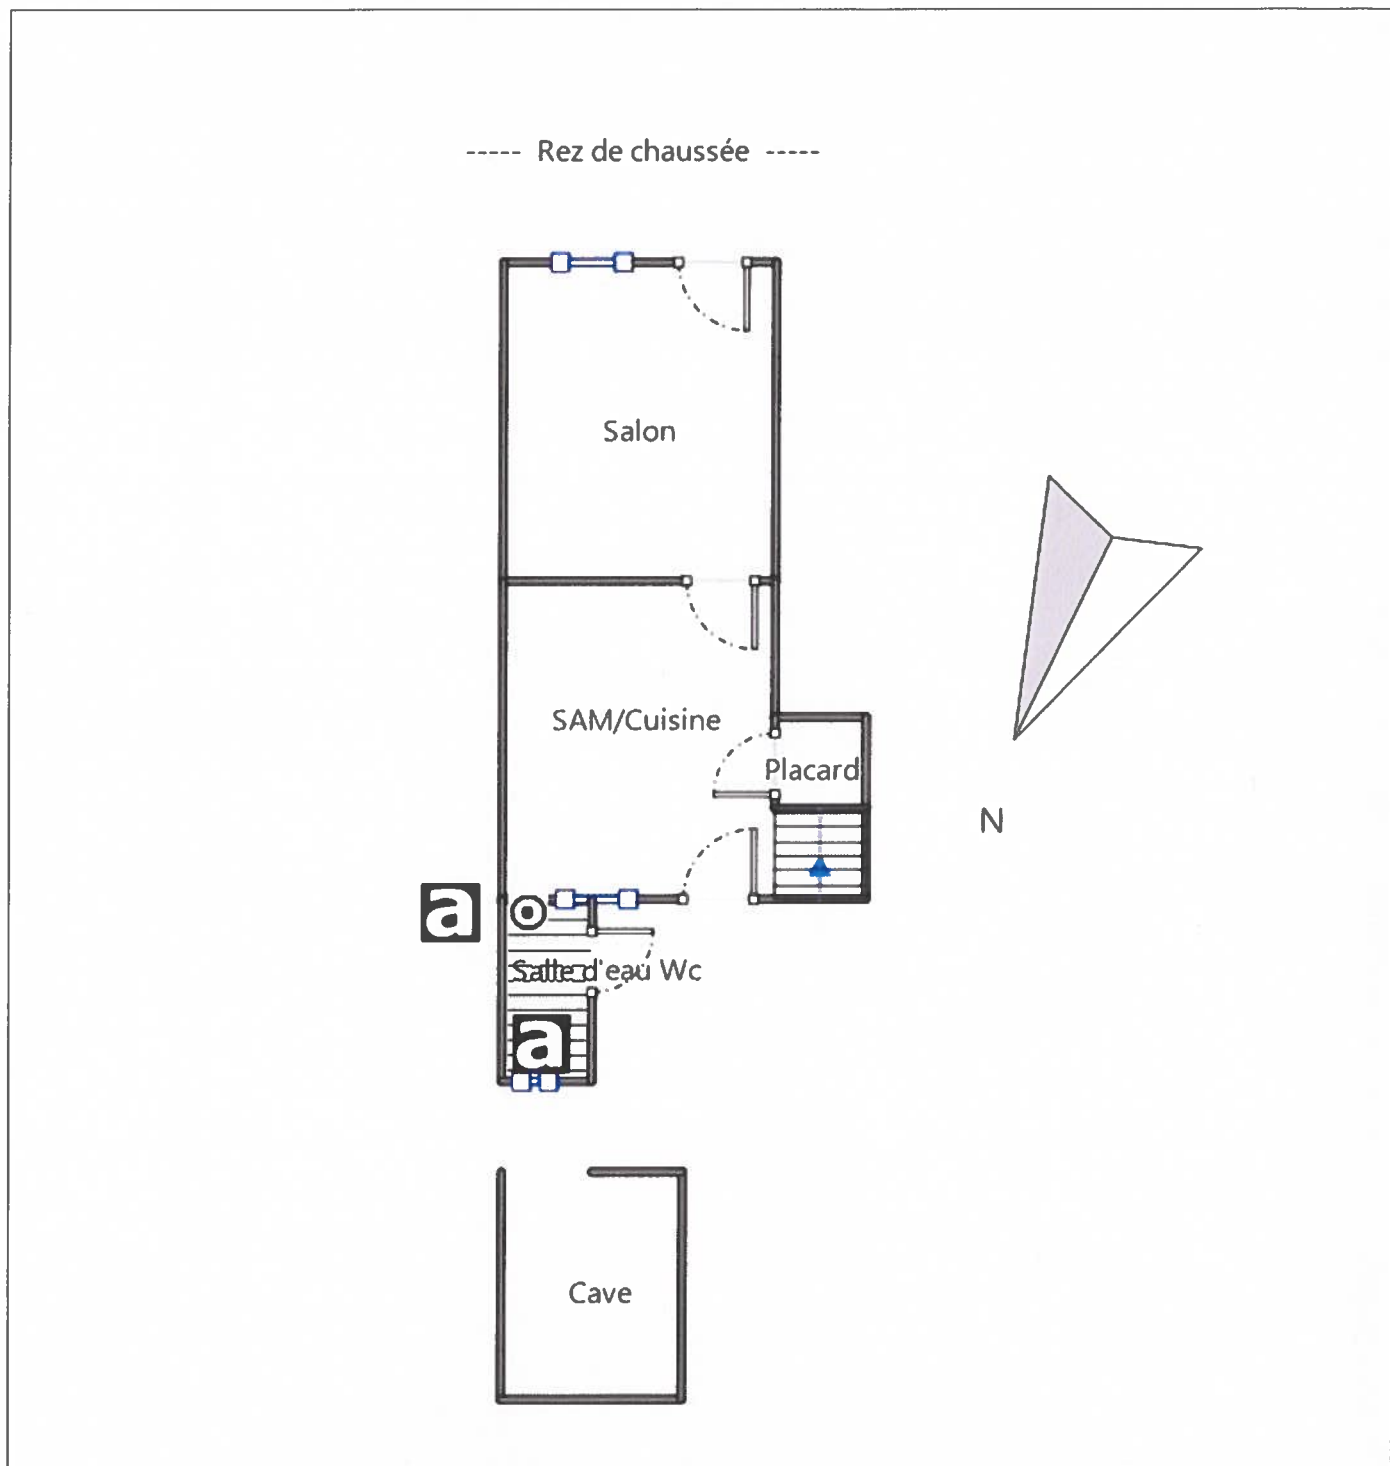 ----- Rez de chaussée -----
Salon
SAM/Cuisine
Placard
N
a
Salle d'eau Wc
a
Cave